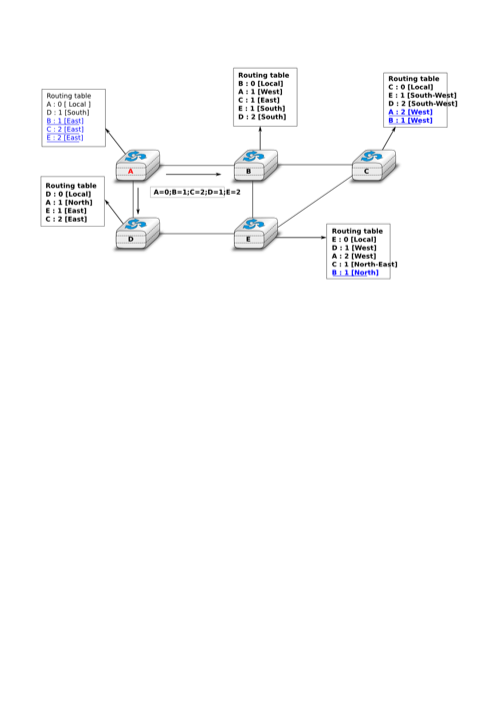 Routing table
B : 0 [Local]
A : 1 [West]
C : 1 [East]
E : 1 [South]
D : 2 [South]
Routing table
C : 0 [Local]
E : 1 [South-West]
D : 2 [South-West]
A : 2 [West]
B : 1 [West]
Routing table
A : 0 [ Local ]
D : 1 [South]
B : 1 [East]
C : 2 [East]
E : 2 [East]
A
B
C
Routing table
D : 0 [Local]
A : 1 [North]
E : 1 [East]
C : 2 [East]
A=0;B=1;C=2;D=1;E=2
D
E
Routing table
E : 0 [Local]
D : 1 [West]
A : 2 [West]
C : 1 [North-East]
B : 1 [North]